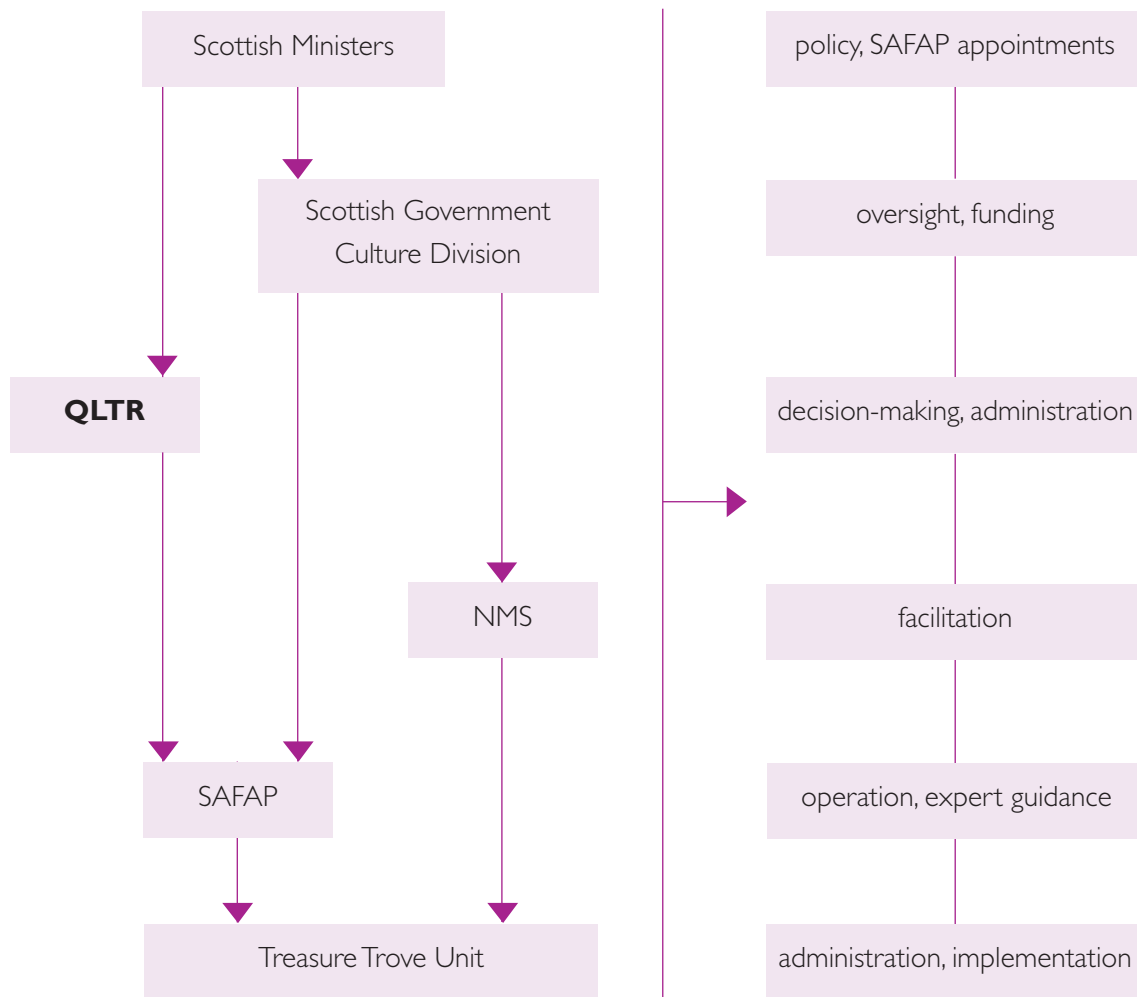 Scottish Ministers
policy, SAFAP appointments
Scottish Government
Culture Division
oversight, funding
QLTR
decision-making, administration
NMS
facilitation
SAFAP
operation, expert guidance
Treasure Trove Unit
administration, implementation